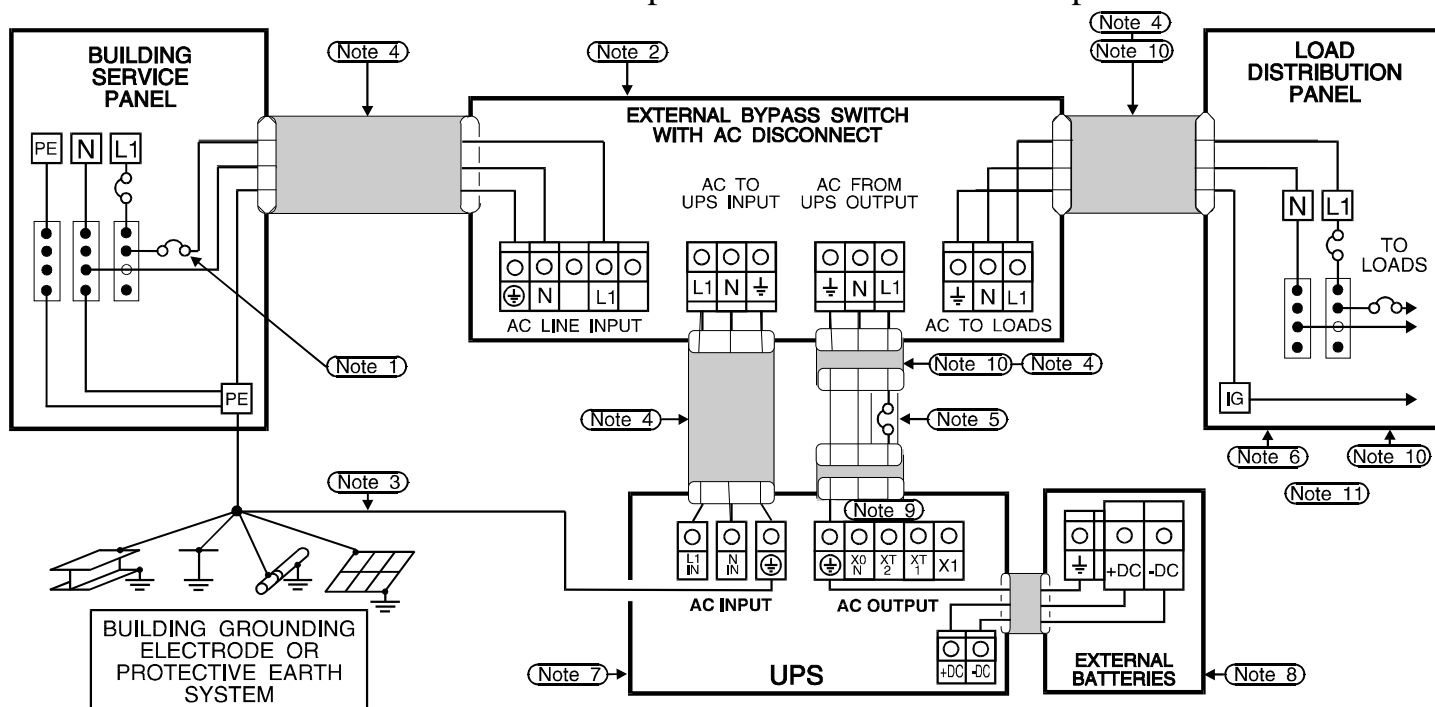 Note 4
Note 2
Note 4
Note 10
BUILDING
SERVICE
PANEL
PE
N
L1
Note 1
PE
EXTERNAL BYPASS SWITCH
WITH AC DISCONNECT
AC TO
UPS INPUT
AC FROM
UPS OUTPUT
N
L1
AC LINE INPUT
L1
N
N
L1
N
L1
AC TO LOADS
LOAD
DISTRIBUTION
PANEL
N
L1
TO
LOADS
IG
Note 10
Note 4
Note 4
Note 5
Note 6
Note 10
Note 11
Note 3
Note 9
L1
IN
N
IN
AC INPUT
X0
N
XT
2
XT
1
X1
AC OUTPUT
+DC
-DC
+DC
-DC
UPS
EXTERNAL
BATTERIES
Note 7
Note 8
BUILDING GROUNDING
ELECTRODE OR
PROTECTIVE EARTH
SYSTEM